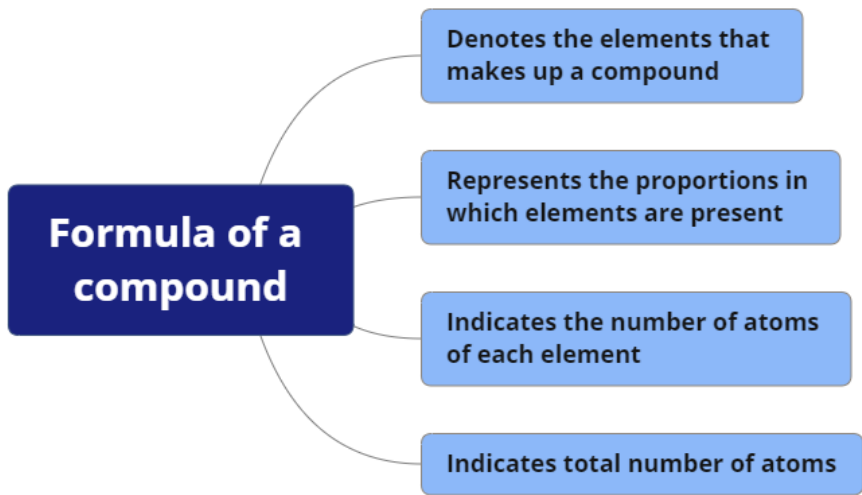 Formula of a
compound
Denotes the elements that
makes up a compound
Represents the proportions in
which elements are present
Indicates the number of atoms
of each element
Indicates total number of atoms